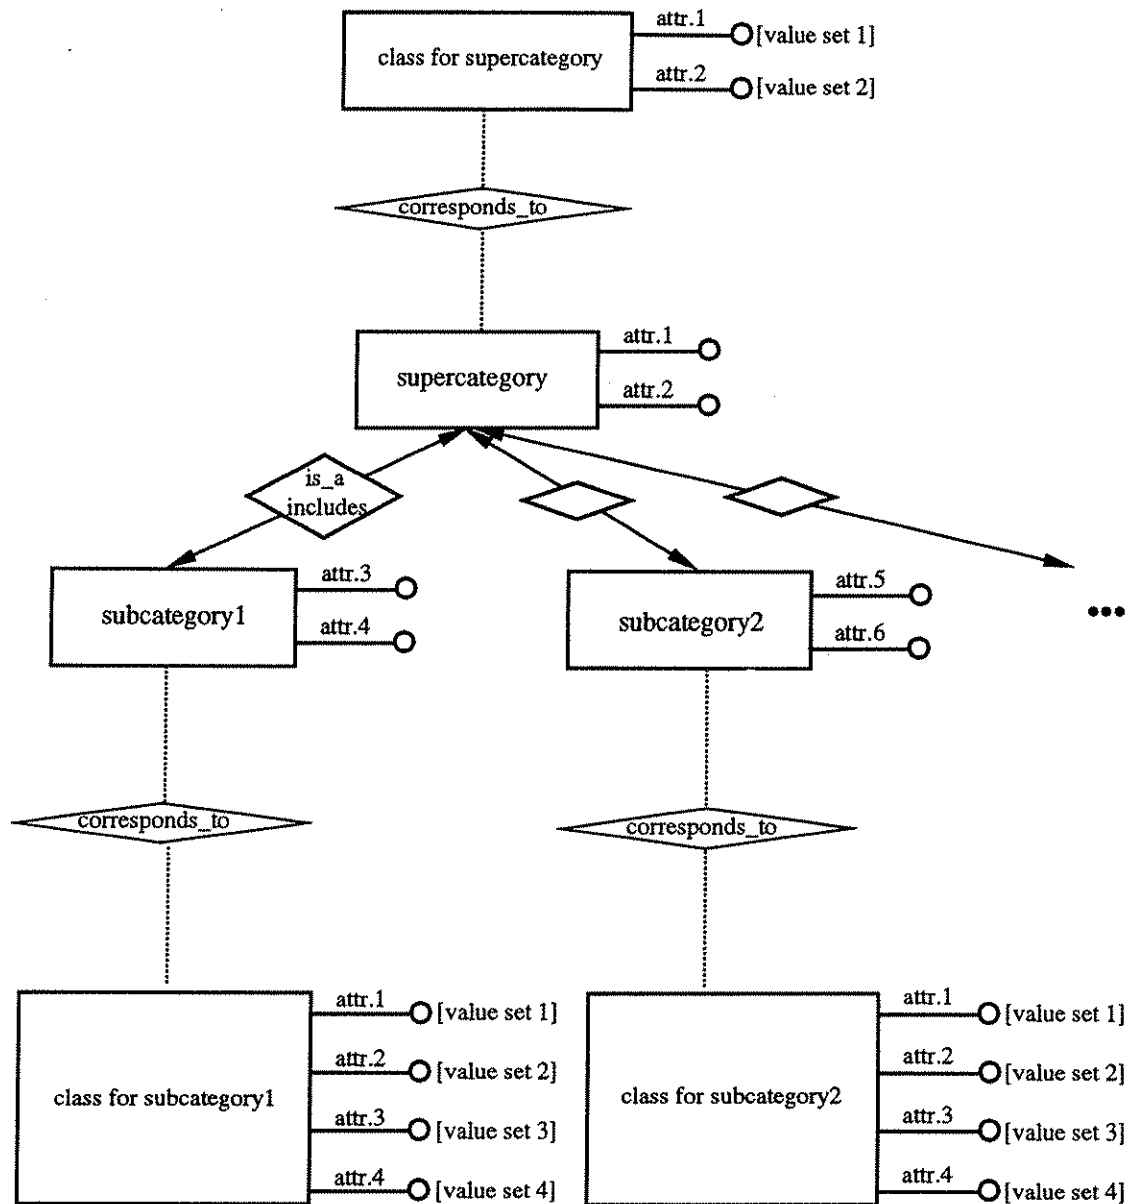 attr.1
[value set 1]
class for supercategory
attr.2
[value set 2]
corresponds_to
attr.1
supercategory
attr.2
is_a
includes
attr.3
subcategory1
attr.4
attr.5
subcategory2
attr.6
•••
corresponds_to
corresponds_to
attr.1
[value set 1]
attr.2
[value set 2]
class for subcategory1
attr.3
[value set 3]
attr.4
[value set 4]
attr.1
[value set 1]
attr.2
[value set 2]
class for subcategory2
attr.3
[value set 3]
attr.4
[value set 4]